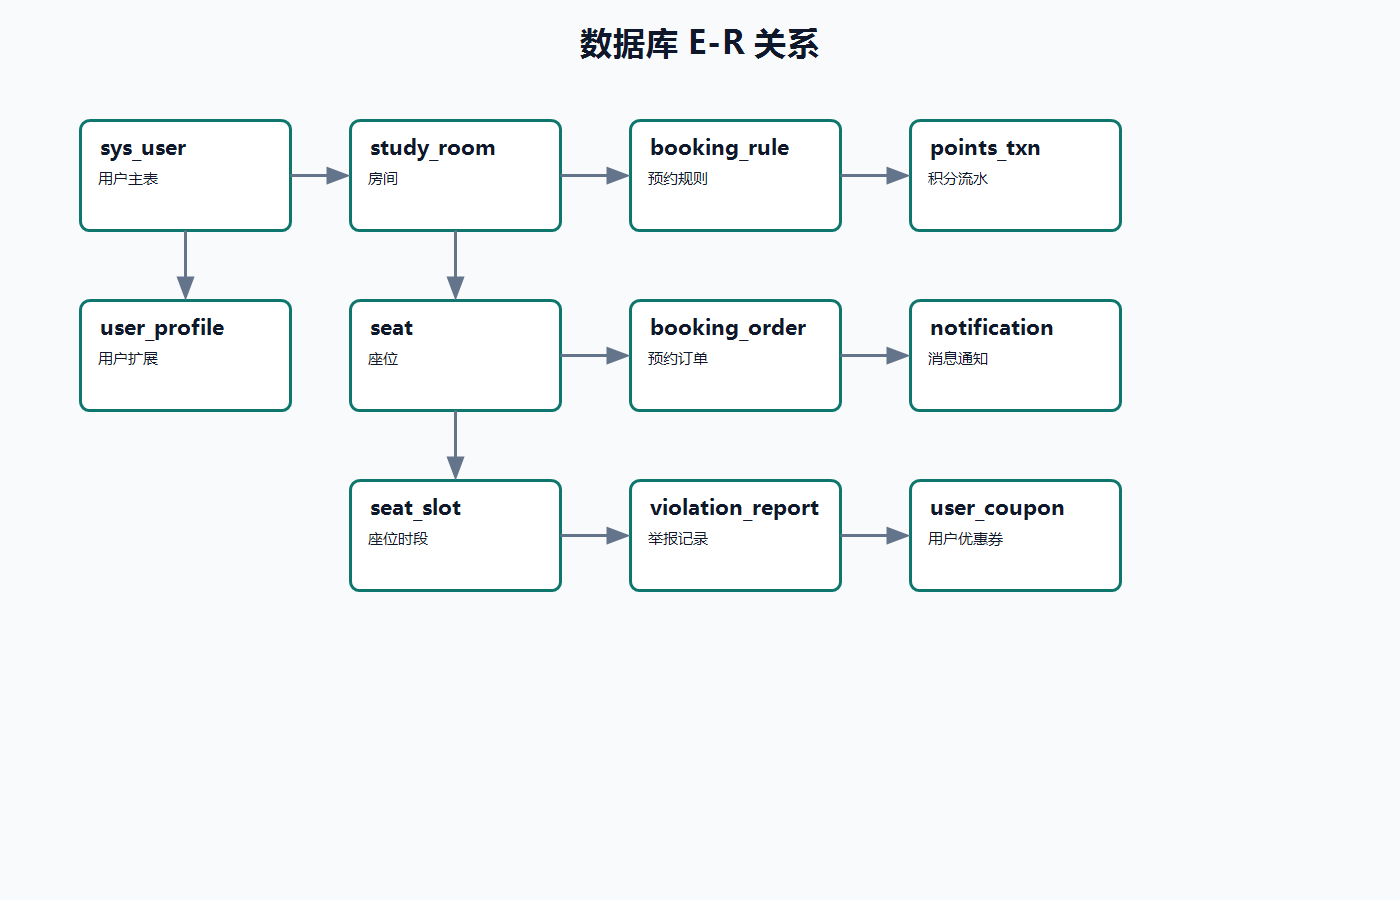 数据库 E-R 关系
sys_user
用户主表
study_room
房间
booking_rule
预约规则
points_txn
积分流水
user_profile
用户扩展
seat
座位
booking_order
预约订单
notification
消息通知
seat_slot
座位时段
violation_report
举报记录
user_coupon
用户优惠券